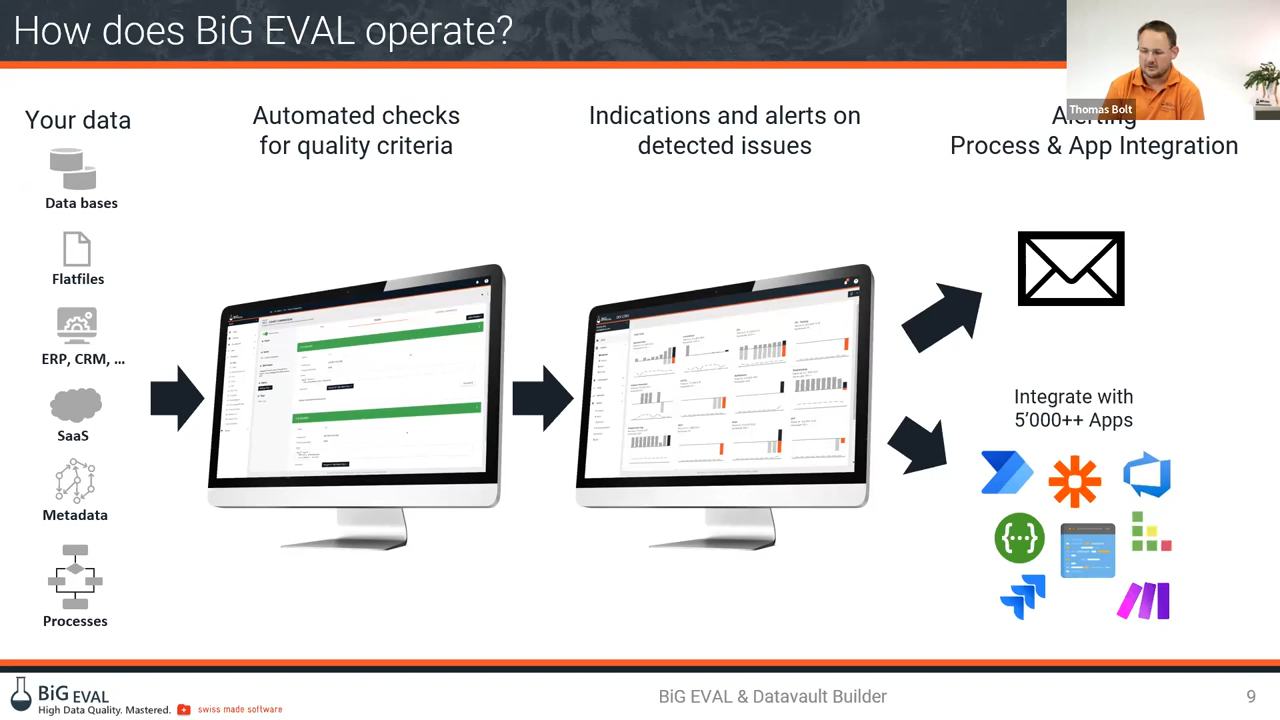 How does BiG EVAL operate?
Thomas Bolt
Your data
Automated checks
for quality criteria
Indications and alerts on
detected issues
Alerting
Process & App Integration
Data bases
Flatfiles
ERP, CRM, ...
SaaS
Metadata
Processes
Integrate with
5'000++ Apps
BiG EVAL
High Data Quality. Mastered.
swiss made software
BiG EVAL & Datavault Builder
9